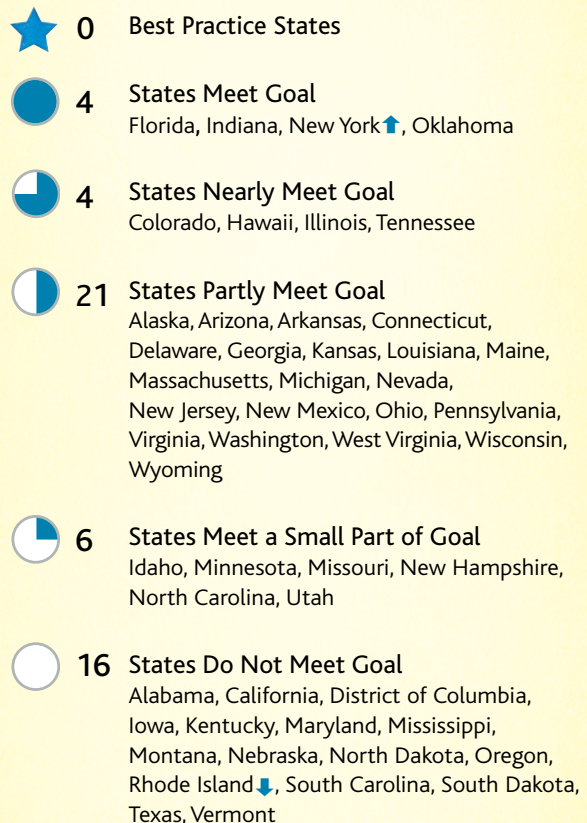 0 Best Practice States
4 States Meet Goal
Florida, Indiana, New York⬆, Oklahoma
4 States Nearly Meet Goal
Colorado, Hawaii, Illinois, Tennessee
21 States Partly Meet Goal
Alaska, Arizona, Arkansas, Connecticut,
Delaware, Georgia, Kansas, Louisiana, Maine,
Massachusetts, Michigan, Nevada,
New Jersey, New Mexico, Ohio, Pennsylvania,
Virginia, Washington, West Virginia, Wisconsin,
Wyoming
6 States Meet a Small Part of Goal
Idaho, Minnesota, Missouri, New Hampshire,
North Carolina, Utah
16 States Do Not Meet Goal
Alabama, California, District of Columbia,
Iowa, Kentucky, Maryland, Mississippi,
Montana, Nebraska, North Dakota, Oregon,
Rhode Island⬇, South Carolina, South Dakota,
Texas, Vermont